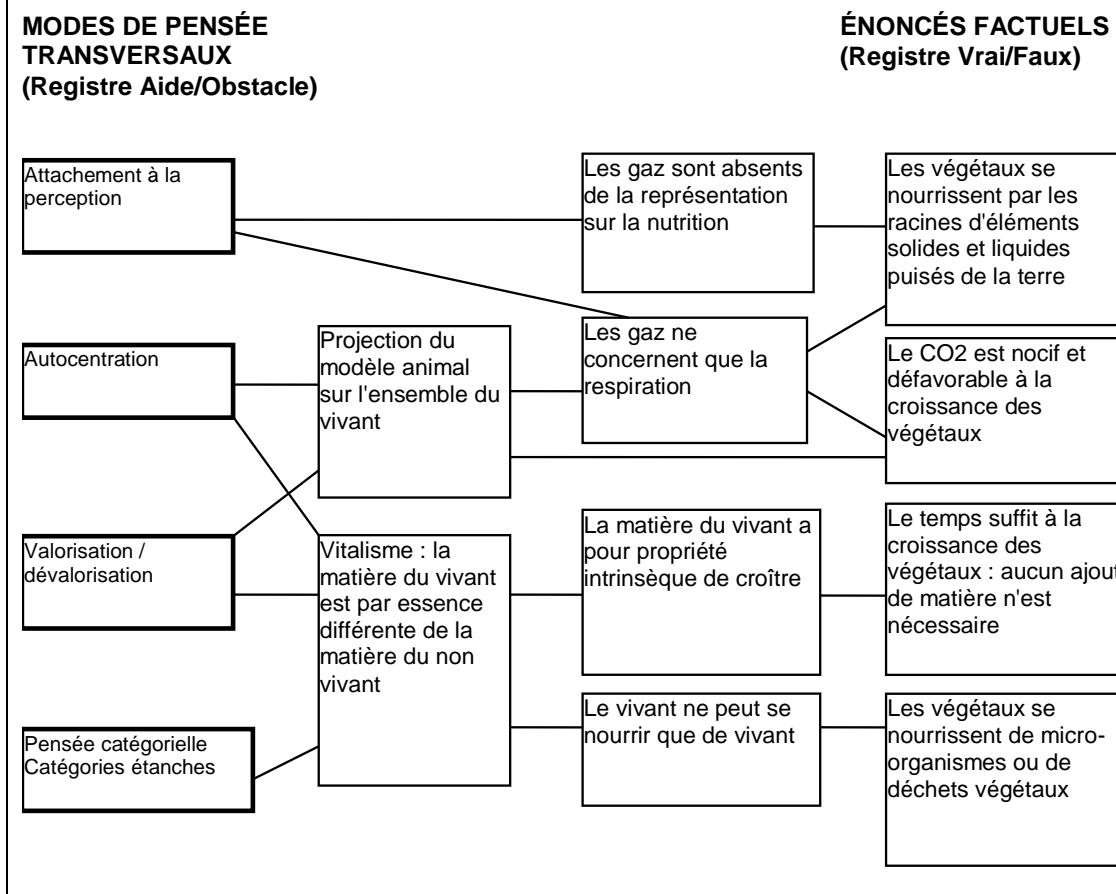 MODES DE PENSÉE
TRANSVERSAUX
(Registre Aide/Obstacle)
ÉNONCÉS FACTUELS
(Registre Vrai/Faux)
Attachement à la
perception
Les gaz sont absents
de la représentation
sur la nutrition
Les végétaux se
nourrissent par les
racines d'éléments
solides et liquides
puisés de la terre
Autocentration
Projection du
modèle animal
sur l'ensemble du
vivant
Les gaz ne
concernent que la
respiration
Le CO2 est nocif et
défavorable à la
croissance des
végétaux
Valorisation /
dévalorisation
Vitalisme : la
matière du vivant
est par essence
différente de la
matière du non
vivant
La matière du vivant a
pour propriété
intrinsèque de croître
Le temps suffit à la
croissance des
végétaux : aucun ajout
de matière n'est
nécessaire
Pensée catégorielle
Catégories étanches
Le vivant ne peut se
nourrir que de vivant
Les végétaux se
nourrissent de micro-
organismes ou de
déchets végétaux